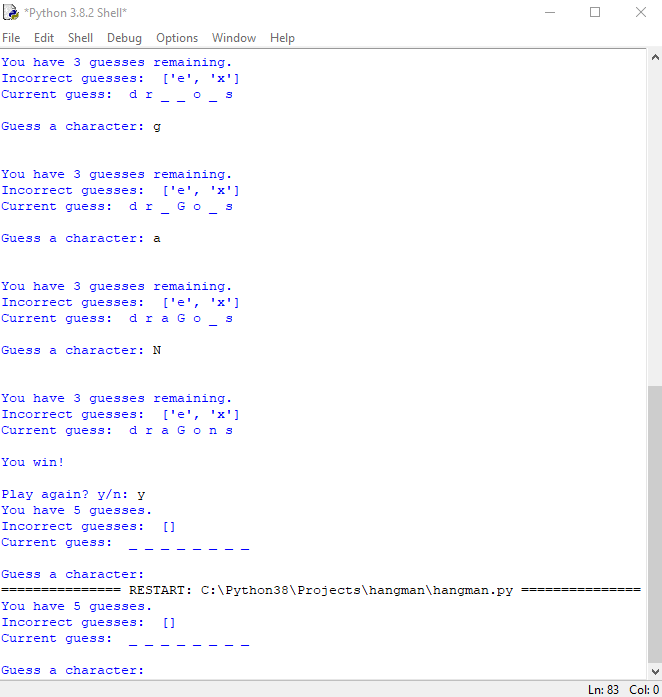 *Python 3.8.2 Shell*
File Edit Shell Debug Options Window Help
You have 3 guesses remaining.
Incorrect guesses:  ['e', 'x']
Current guess:  d r _ _ o _ s
Guess a character: g
You have 3 guesses remaining.
Incorrect guesses:  ['e', 'x']
Current guess:  d r _ G o _ s
Guess a character: a
You have 3 guesses remaining.
Incorrect guesses:  ['e', 'x']
Current guess:  d r a G o _ s
Guess a character: N
You have 3 guesses remaining.
Incorrect guesses:  ['e', 'x']
Current guess:  d r a G o n s
You win!
Play again? y/n: y
You have 5 guesses.
Incorrect guesses:  []
Current guess:  _ _ _ _ _ _ _ _
Guess a character:
=============== RESTART: C:\Python38\Projects\hangman\hangman.py ===============
You have 5 guesses.
Incorrect guesses:  []
Current guess:  _ _ _ _ _ _ _ _
Guess a character:
Ln: 83 Col: 0